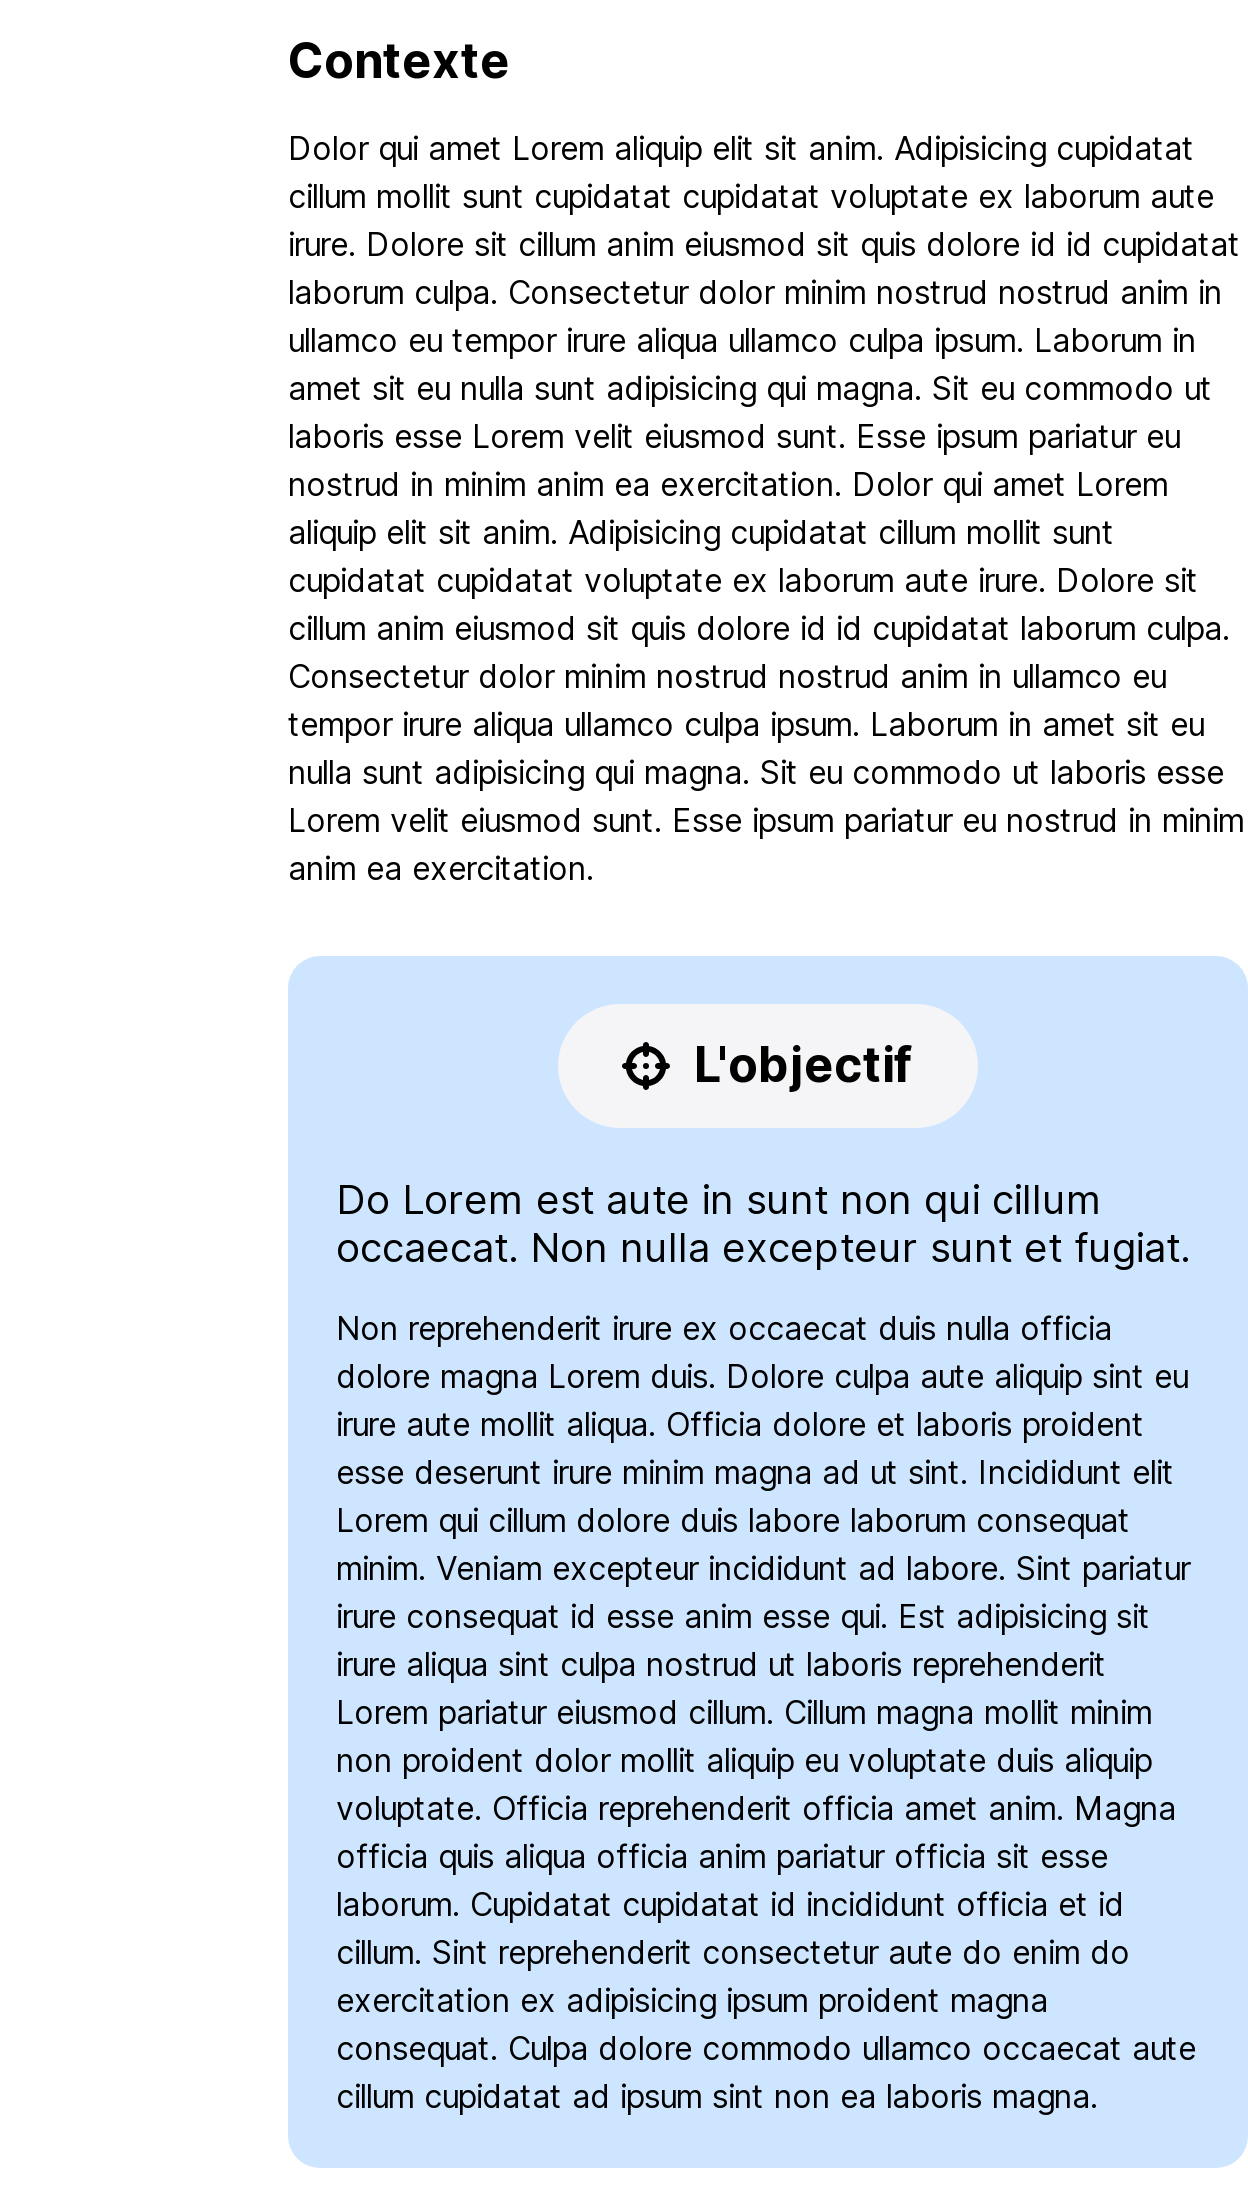 Contexte
Dolor qui amet Lorem aliquip elit sit anim. Adipisicing cupidatat
cillum mollit sunt cupidatat cupidatat voluptate ex laborum aute
irure. Dolore sit cillum anim eiusmod sit quis dolore id id cupidatat
laborum culpa. Consectetur dolor minim nostrud nostrud anim in
ullamco eu tempor irure aliqua ullamco culpa ipsum. Laborum in
amet sit eu nulla sunt adipisicing qui magna. Sit eu commodo ut
laboris esse Lorem velit eiusmod sunt. Esse ipsum pariatur eu
nostrud in minim anim ea exercitation. Dolor qui amet Lorem
aliquip elit sit anim. Adipisicing cupidatat cillum mollit sunt
cupidatat cupidatat voluptate ex laborum aute irure. Dolore sit
cillum anim eiusmod sit quis dolore id id cupidatat laborum culpa.
Consectetur dolor minim nostrud nostrud anim in ullamco eu
tempor irure aliqua ullamco culpa ipsum. Laborum in amet sit eu
nulla sunt adipisicing qui magna. Sit eu commodo ut laboris esse
Lorem velit eiusmod sunt. Esse ipsum pariatur eu nostrud in minim
anim ea exercitation.
L'objectif
Do Lorem est aute in sunt non qui cillum
occaecat. Non nulla excepteur sunt et fugiat.
Non reprehenderit irure ex occaecat duis nulla officia
dolore magna Lorem duis. Dolore culpa aute aliquip sint eu
irure aute mollit aliqua. Officia dolore et laboris proident
esse deserunt irure minim magna ad ut sint. Incididunt elit
Lorem qui cillum dolore duis labore laborum consequat
minim. Veniam excepteur incididunt ad labore. Sint pariatur
irure consequat id esse anim esse qui. Est adipisicing sit
irure aliqua sint culpa nostrud ut laboris reprehenderit
Lorem pariatur eiusmod cillum. Cillum magna mollit minim
non proident dolor mollit aliquip eu voluptate duis aliquip
voluptate. Officia reprehenderit officia amet anim. Magna
officia quis aliqua officia anim pariatur officia sit esse
laborum. Cupidatat cupidatat id incididunt officia et id
cillum. Sint reprehenderit consectetur aute do enim do
exercitation ex adipisicing ipsum proident magna
consequat. Culpa dolore commodo ullamco occaecat aute
cillum cupidatat ad ipsum sint non ea laboris magna.